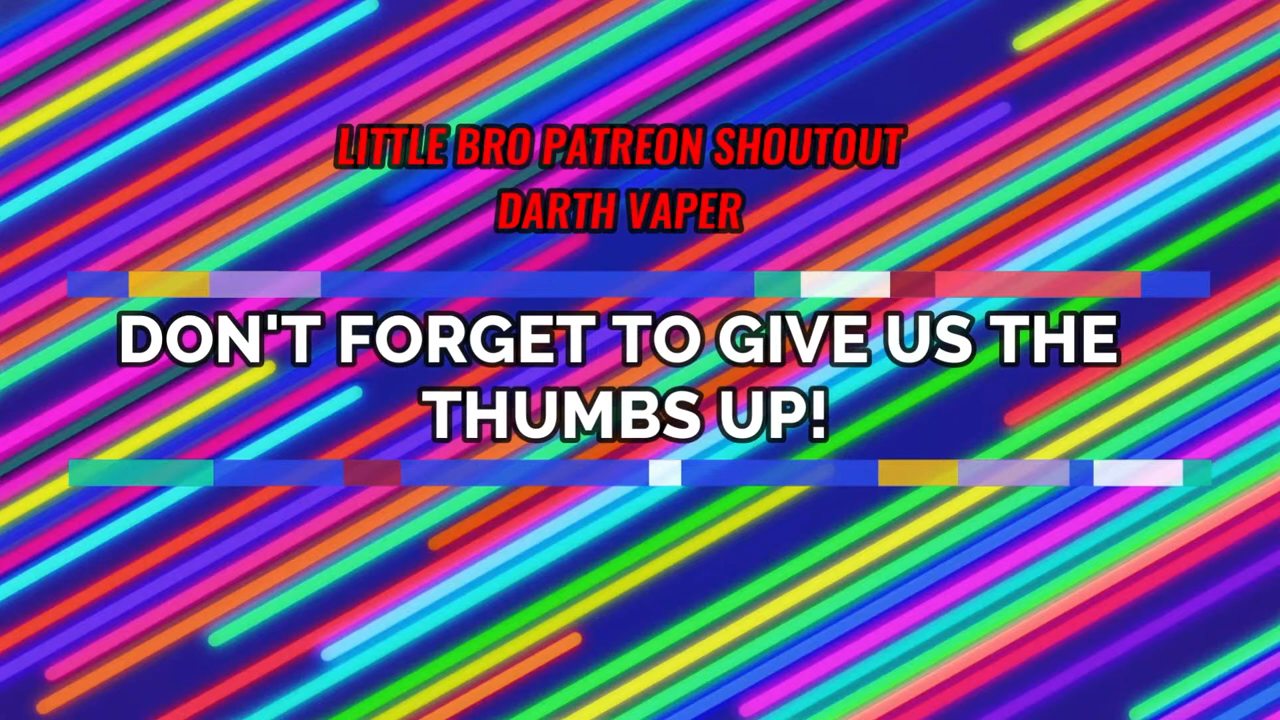 LITTLE BRO PATREON SHOUTOUT
DARTH VAPER
DON'T FORGET TO GIVE US THE
THUMBS UP!